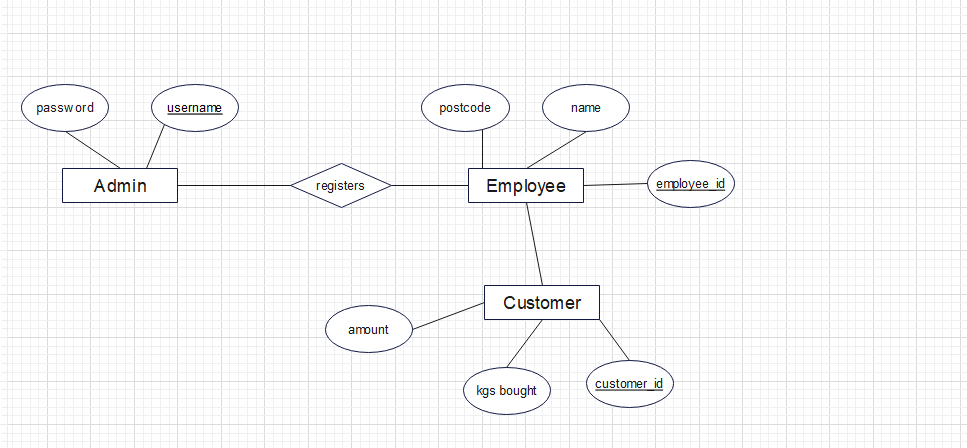 password
username
postcode
name
Admin
registers
Employee
employee_id
Customer
amount
kgs bought
customer_id